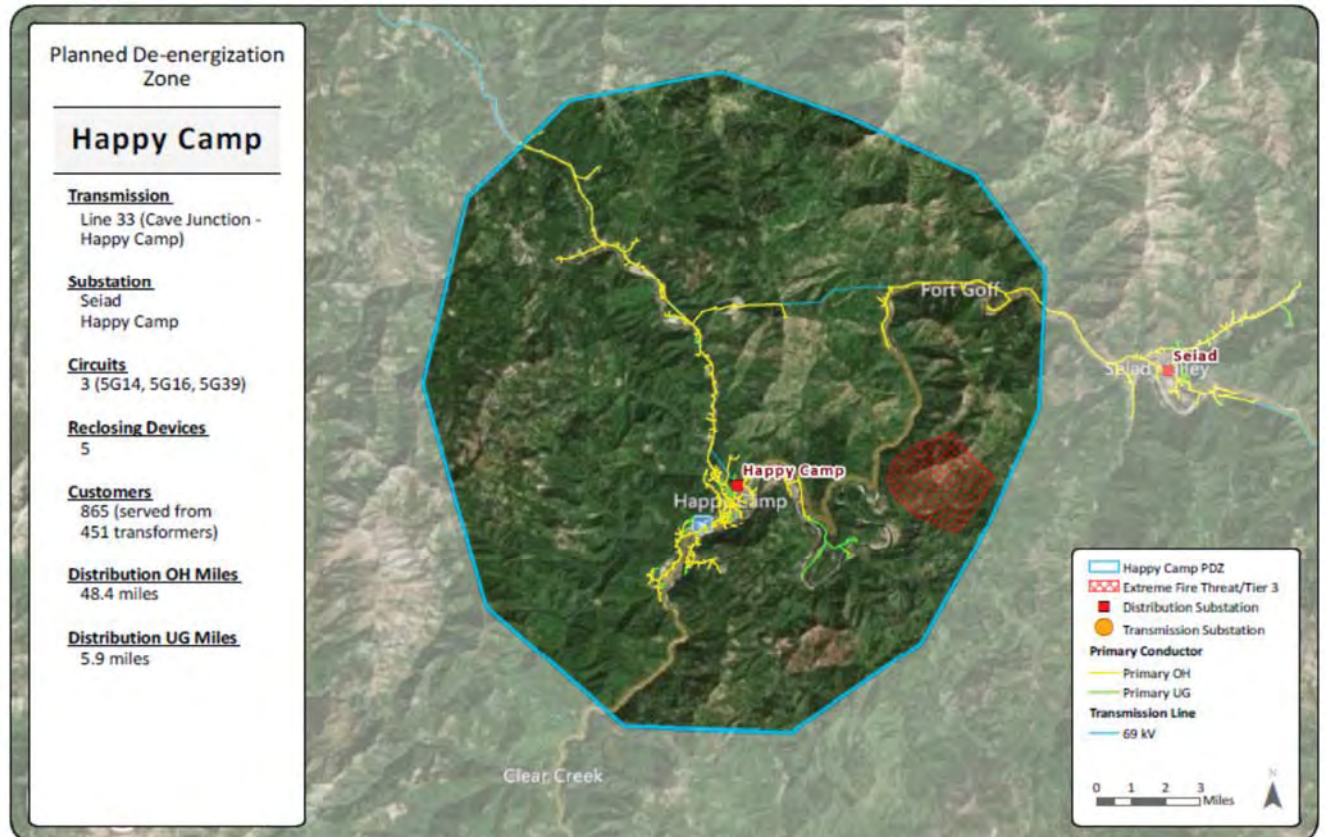 Planned De-energization
Zone
Happy Camp
Transmission
Line 33 (Cave Junction -
Happy Camp)
Substation
Seiad
Happy Camp
Circuits
3 (5G14, 5G16, 5G39)
Reclosing Devices
5
Customers
865 (served from
451 transformers)
Distribution OH Miles
48.4 miles
Distribution UG Miles
5.9 miles
Fort Goff
Seiad
Seiad Valley
Happy Camp
Happy Camp
Clear Creek
Happy Camp PDZ
Extreme Fire Threat/Tier 3
Distribution Substation
Transmission Substation
Primary Conductor
Primary OH
Primary UG
Transmission Line
69 kV
0 1 2 3
Miles
N